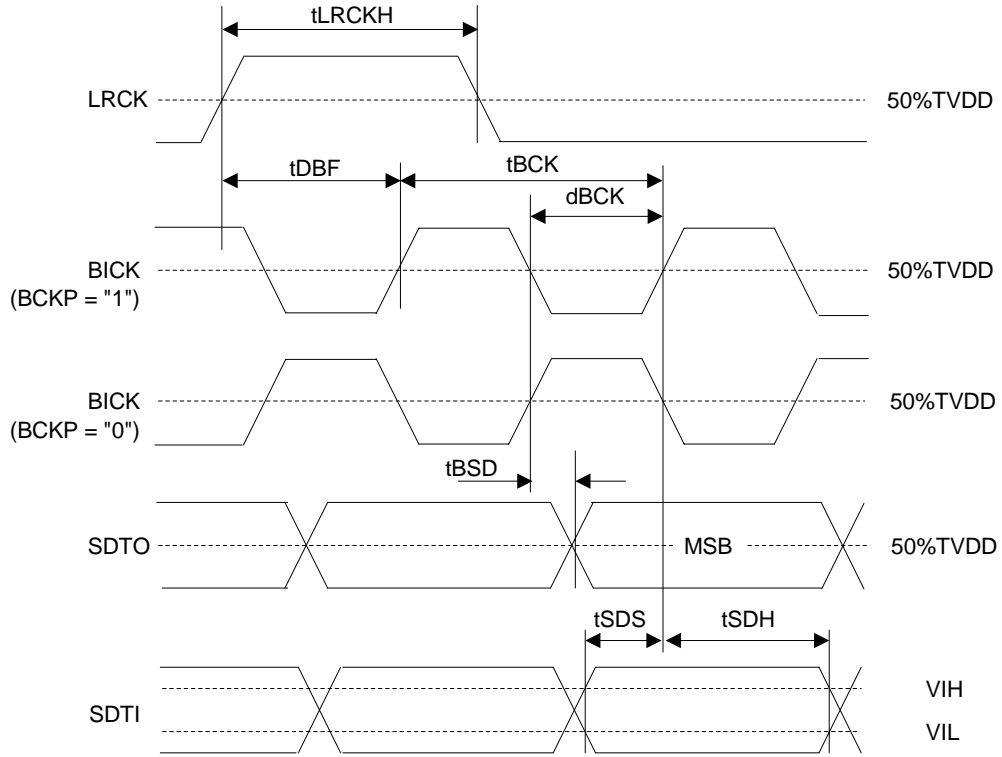 tLRCKH
LRCK
50%TVDD
tDBF
tBCK
dBCK
BICK
(BCKP = "1")
50%TVDD
BICK
(BCKP = "0")
50%TVDD
tBSD
SDTO
MSB
50%TVDD
tSDS
tSDH
SDTI
VIH
VIL